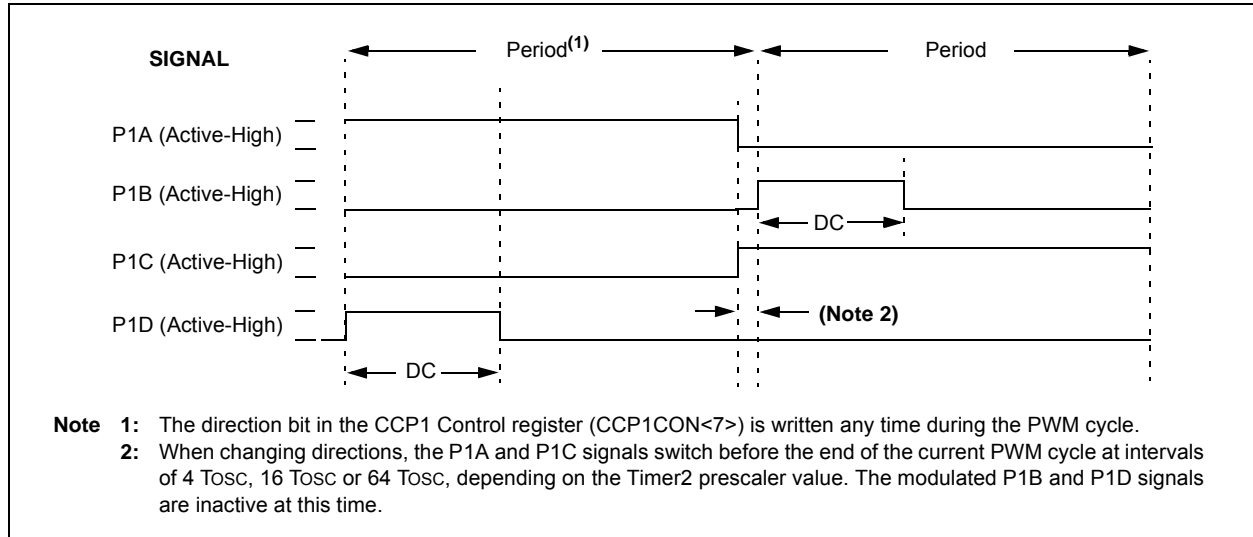 SIGNAL
Period(1)
Period
P1A (Active-High)
P1B (Active-High)
DC
P1C (Active-High)
P1D (Active-High)
(Note 2)
DC
Note 1: The direction bit in the CCP1 Control register (CCP1CON<7>) is written any time during the PWM cycle.
2: When changing directions, the P1A and P1C signals switch before the end of the current PWM cycle at intervals
of 4 TOSC, 16 TOSC or 64 TOSC, depending on the Timer2 prescaler value. The modulated P1B and P1D signals
are inactive at this time.